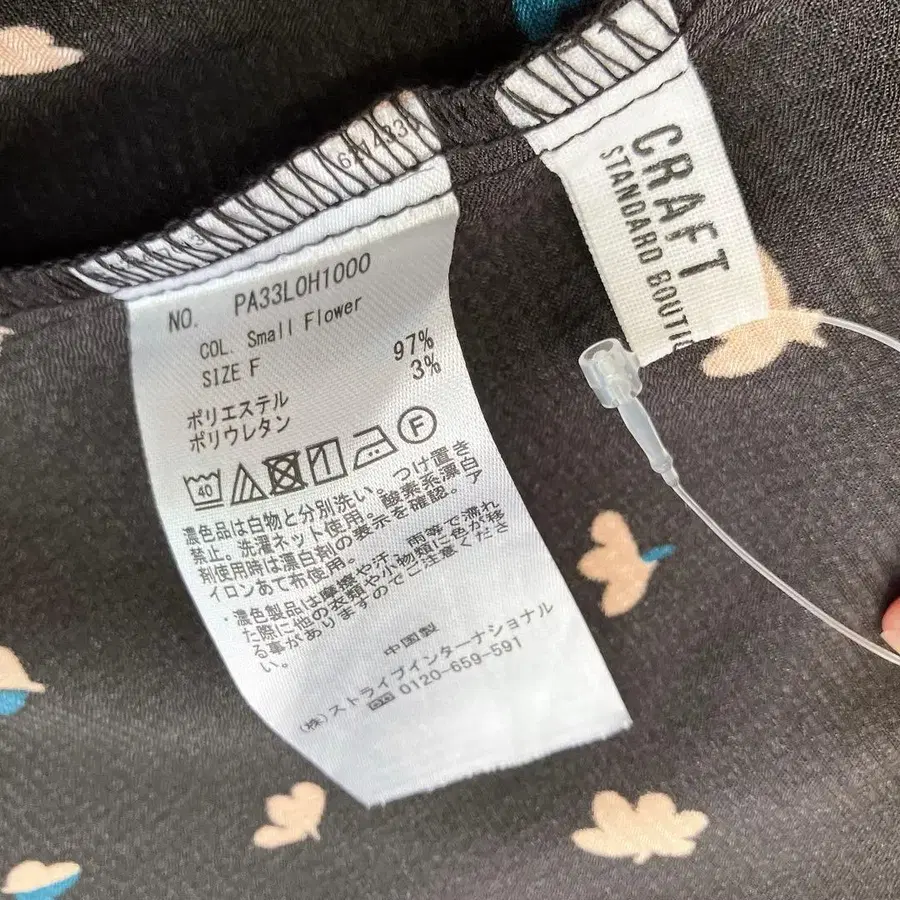 NO. PA33L0H1000
COL. Small Flower
SIZE F
ポリエステル 97%
ポリウレタン 3%
40
F
濃色品は白物と分別洗い。つけ置き
禁止。洗濯ネット使用。酸素系漂白
剤使用時は漂白剤の表示を確認。ア
イロンあて布使用。
・濃色製品は摩擦や汗、雨等で濡れ
た際に他の衣類や小物類に色が移
る事がありますのでご注意くださ
い。
中国製
(株)ストライプインターナショナル
0120-659-591
CRAFT
STANDARD BOUTI